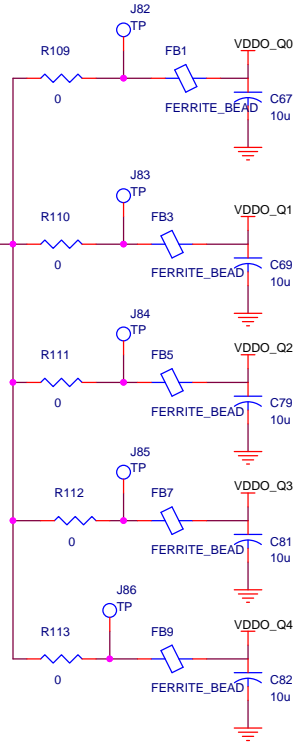 J82
TP
R109
FB1
VDDO_Q0
0
FERRITE_BEAD
C67
10u
J83
TP
R110
FB3
VDDO_Q1
0
FERRITE_BEAD
C69
10u
J84
TP
R111
FB5
VDDO_Q2
0
FERRITE_BEAD
C79
10u
J85
TP
R112
FB7
VDDO_Q3
0
FERRITE_BEAD
C81
10u
J86
TP
R113
FB9
VDDO_Q4
0
FERRITE_BEAD
C82
10u